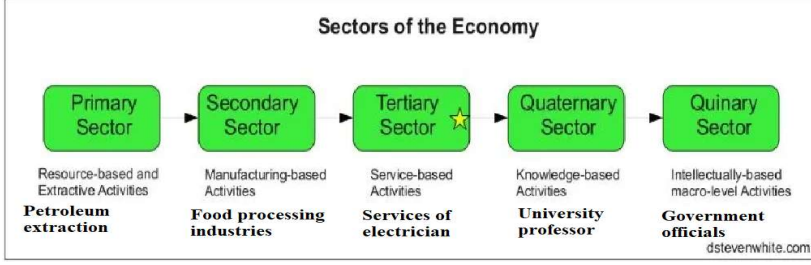 Sectors of the Economy
Primary
Sector
Secondary
Sector
Tertiary
Sector
Quaternary
Sector
Quinary
Sector
Resource-based and
Extractive Activities
Manufacturing-based
Activities
Service-based
Activities
Knowledge-based
Activities
Intellectually-based
macro-level Activities
Petroleum
extraction
Food processing
industries
Services of
electrician
University
professor
Government
officials
dstevenwhite.com